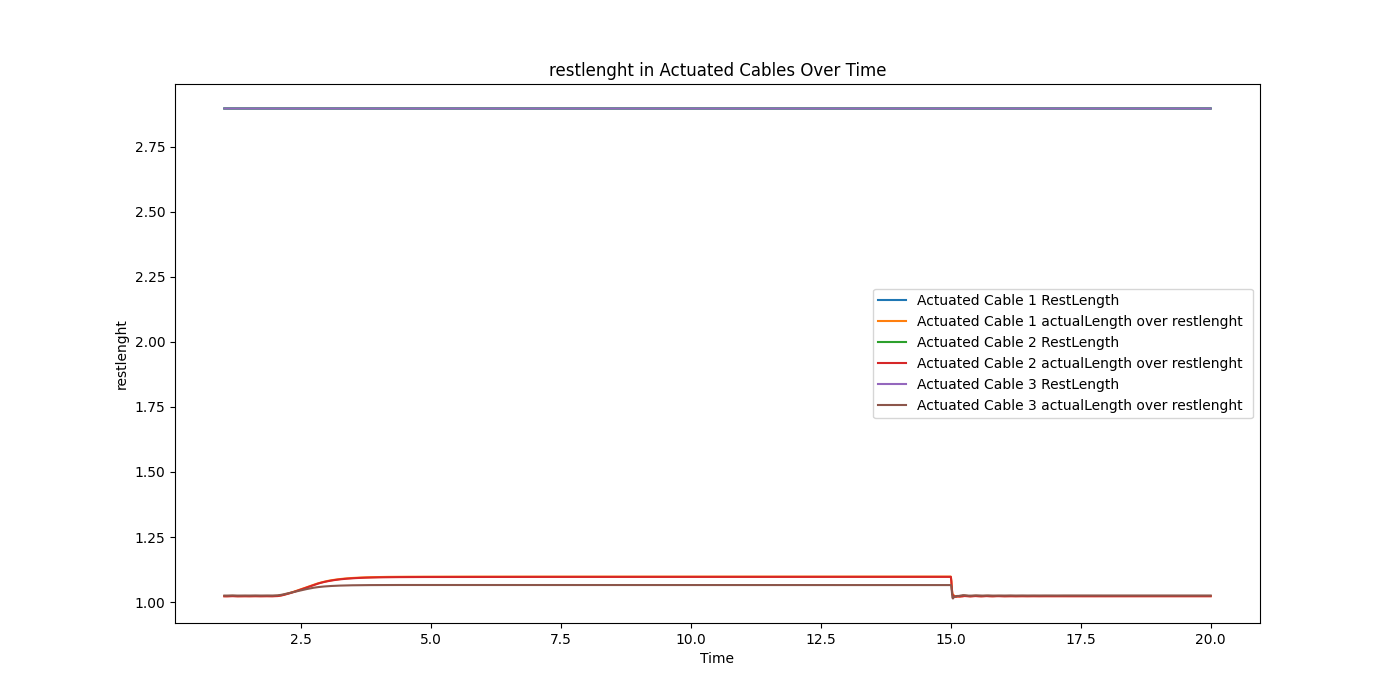 restlenght in Actuated Cables Over Time
restlenght
2.75
2.50
2.25
2.00
1.75
1.50
1.25
1.00
Actuated Cable 1 RestLength
Actuated Cable 1 actualLength over restlenght
Actuated Cable 2 RestLength
Actuated Cable 2 actualLength over restlenght
Actuated Cable 3 RestLength
Actuated Cable 3 actualLength over restlenght
2.5 5.0 7.5 10.0 12.5 15.0 17.5 20.0
Time